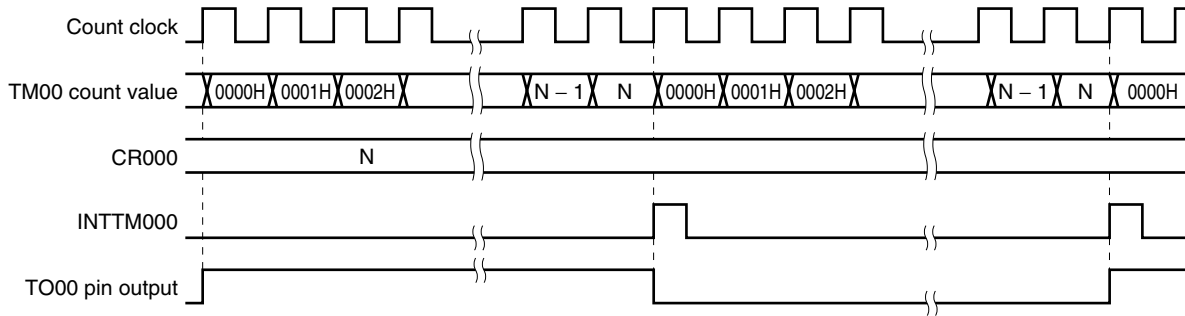 Count clock
TM00 count value 0000H 0001H 0002H N – 1 N 0000H 0001H 0002H N – 1 N 0000H
CR000 N
INTTM000
TO00 pin output